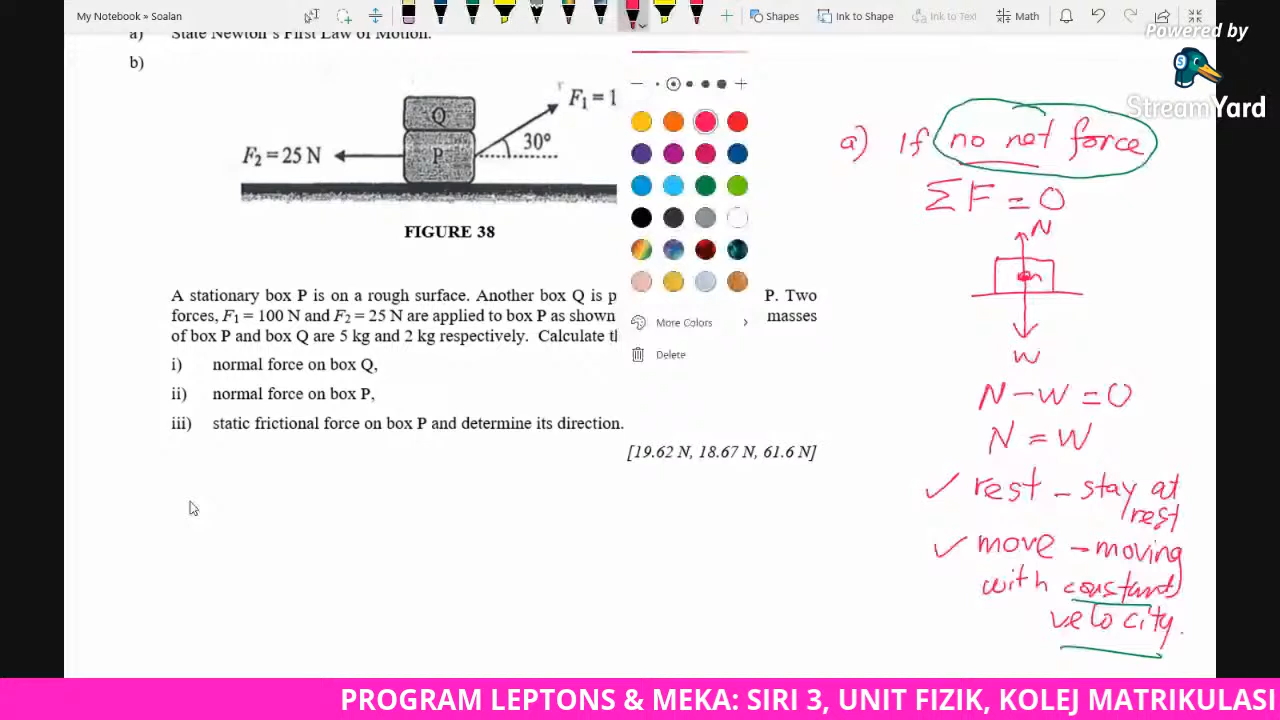 My Notebook » Soalan
Shapes
Ink to Shape
Ink to Text
Math
Powered by
StreamYard
a) State Newton's First Law of Motion.
b)
F₁ = 1
30°
Q
P
F₂ = 25 N
FIGURE 38
A stationary box P is on a rough surface. Another box Q is p P. Two
forces, F₁ = 100 N and F₂ = 25 N are applied to box P as shown masses
of box P and box Q are 5 kg and 2 kg respectively. Calculate th
i) normal force on box Q,
ii) normal force on box P,
iii) static frictional force on box P and determine its direction.
[19.62 N, 18.67 N, 61.6 N]
More Colors
Delete
a) If no net force
ΣF = 0
N
W
N - W = 0
N = W
✓ rest - stay at
rest
✓ move - moving
with constant
velocity.
PROGRAM LEPTONS & MEKA: SIRI 3, UNIT FIZIK, KOLEJ MATRIKULASI